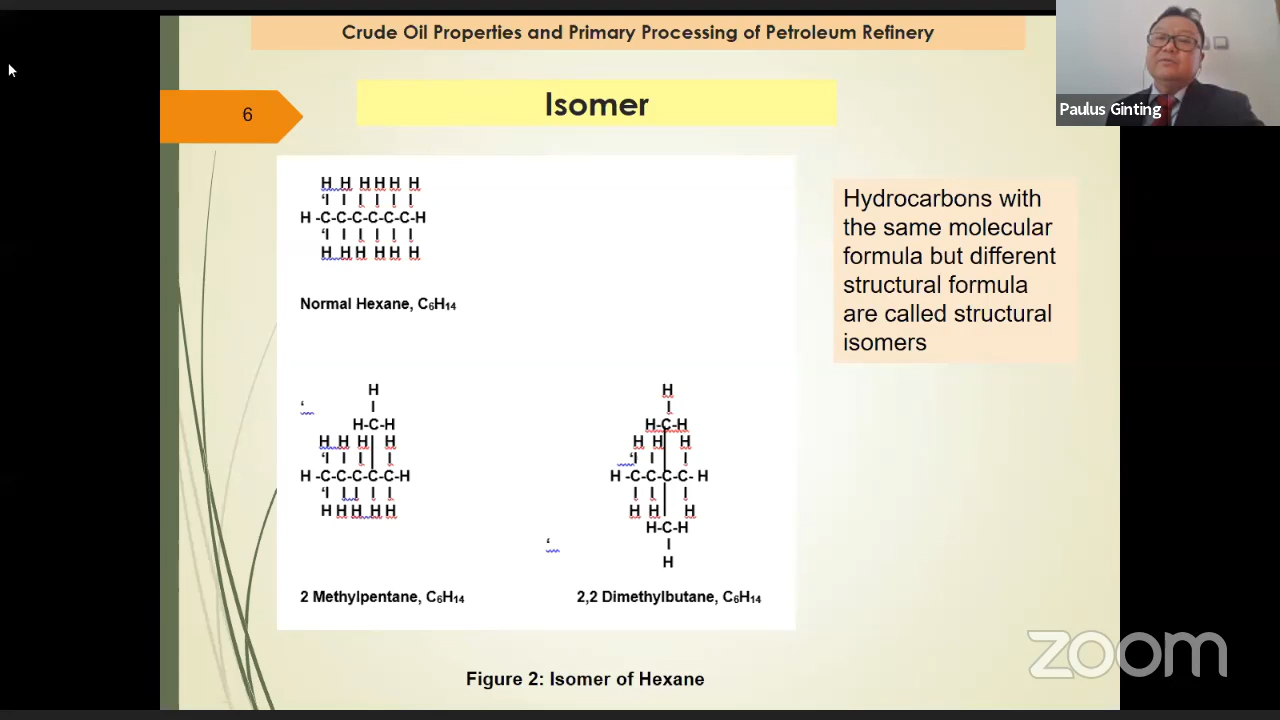 Crude Oil Properties and Primary Processing of Petroleum Refinery
Paulus Ginting
6
Isomer
H H H H H H
'I I I I I I
H -C-C-C-C-C-C-H
'I I I I I I
H H H H H H
Normal Hexane, C₆H₁₄
Hydrocarbons with
the same molecular
formula but different
structural formula
are called structural
isomers
H
'
I
H-C-H
H H H H
'I I I I
H -C-C-C-C-C-H
'I I I I I
H H H H H
2 Methylpentane, C₆H₁₄
H
I
H-C-H
H H H
'I I I
H -C-C-C-C- H
I I I
H H H
H-C-H
'
I
H
2,2 Dimethylbutane, C₆H₁₄
Figure 2: Isomer of Hexane
zoom